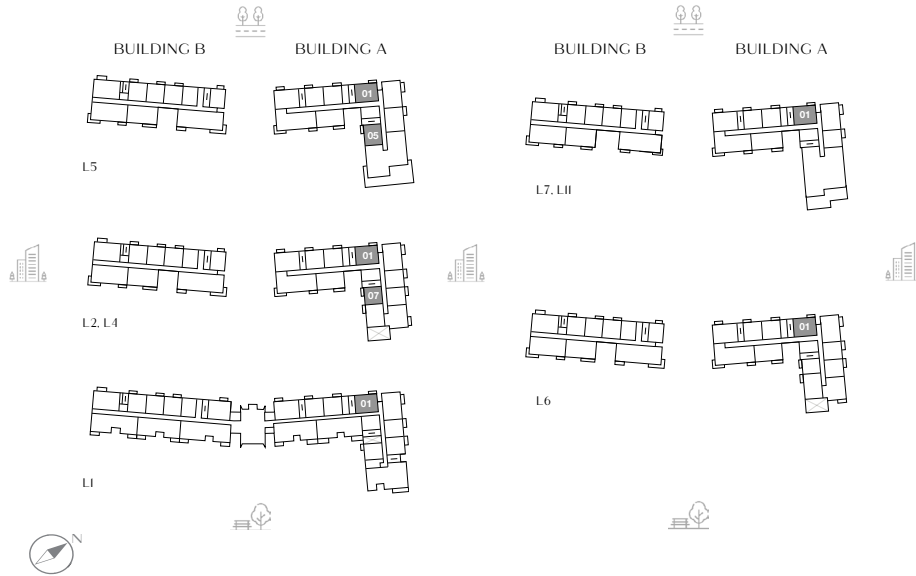 BUILDING B
BUILDING A
01
05
L5
01
07
L2, L4
01
L1
N
BUILDING B
BUILDING A
01
L7, L11
01
L6